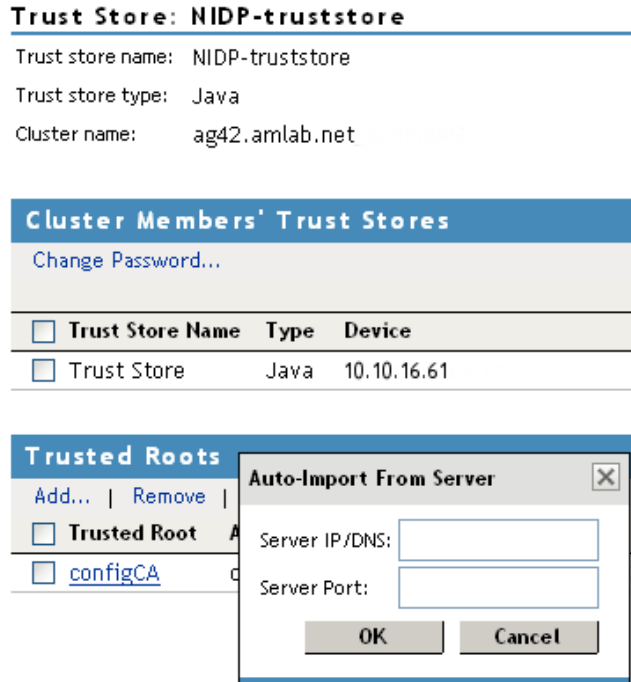 Trust Store: NIDP-truststore
Trust store name: NIDP-truststore
Trust store type: Java
Cluster name: ag42.amlab.net
Cluster Members' Trust Stores
Change Password...
Trust Store Name Type Device
Trust Store Java 10.10.16.61
Trusted Roots
Add... | Remove |
Trusted Root
configCA
Auto-Import From Server
Server IP/DNS:
Server Port:
OK Cancel